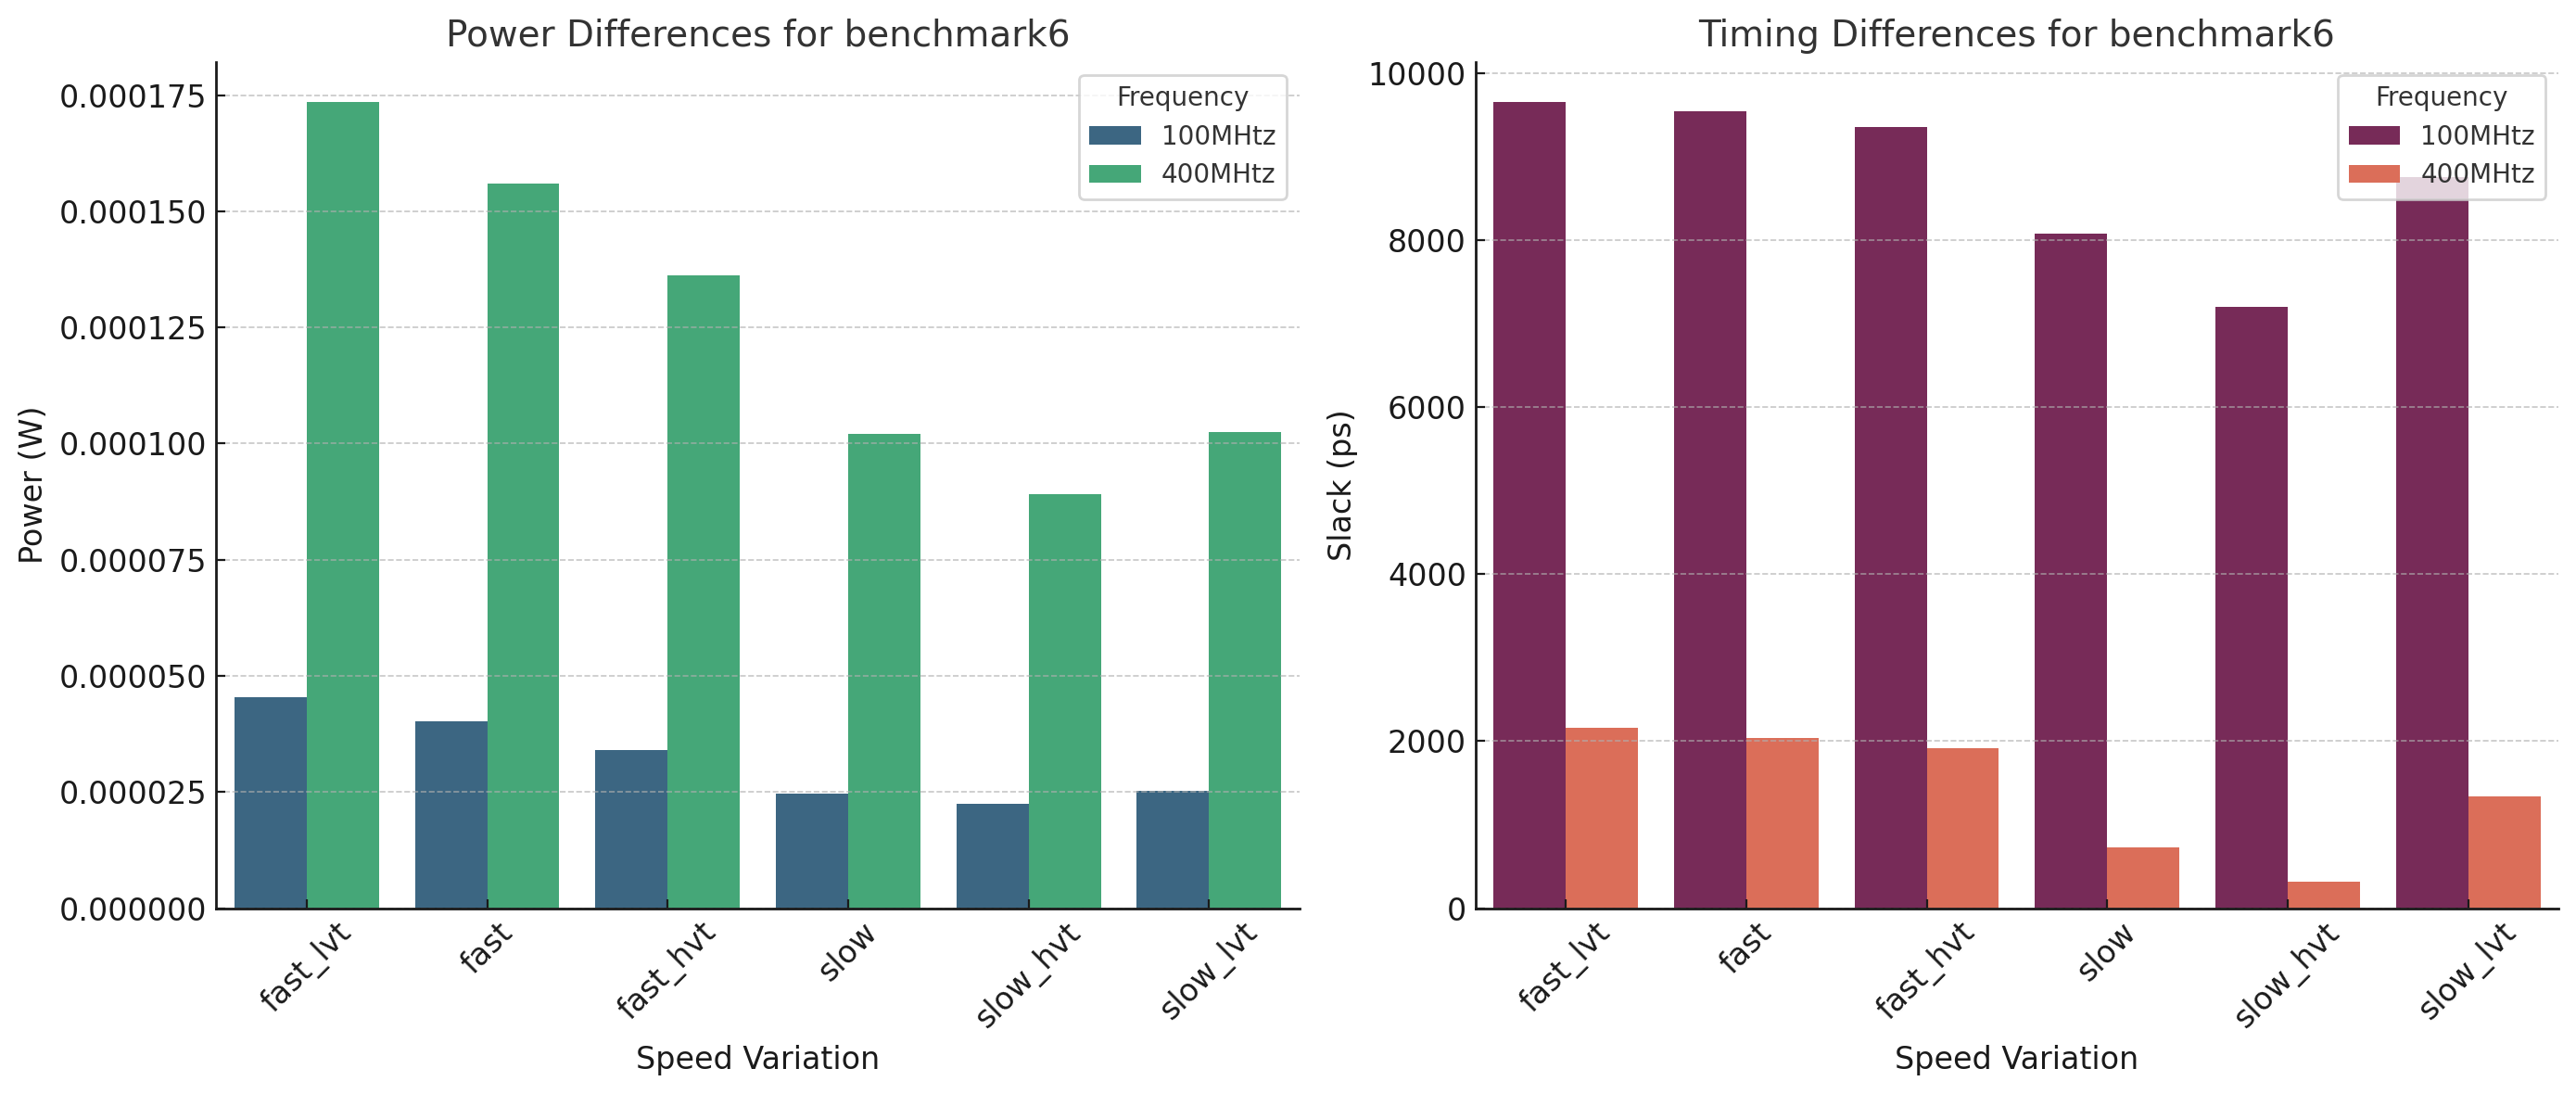 Power Differences for benchmark6
0.000175
0.000150
0.000125
0.000100
0.000075
0.000050
0.000025
0.000000
Power (W)
Frequency
100MHtz
400MHtz
fast_lvt
fast
fast_hvt
slow
slow_hvt
slow_lvt
Speed Variation
Timing Differences for benchmark6
10000
8000
6000
4000
2000
0
Slack (ps)
Frequency
100MHtz
400MHtz
fast_lvt
fast
fast_hvt
slow
slow_hvt
slow_lvt
Speed Variation